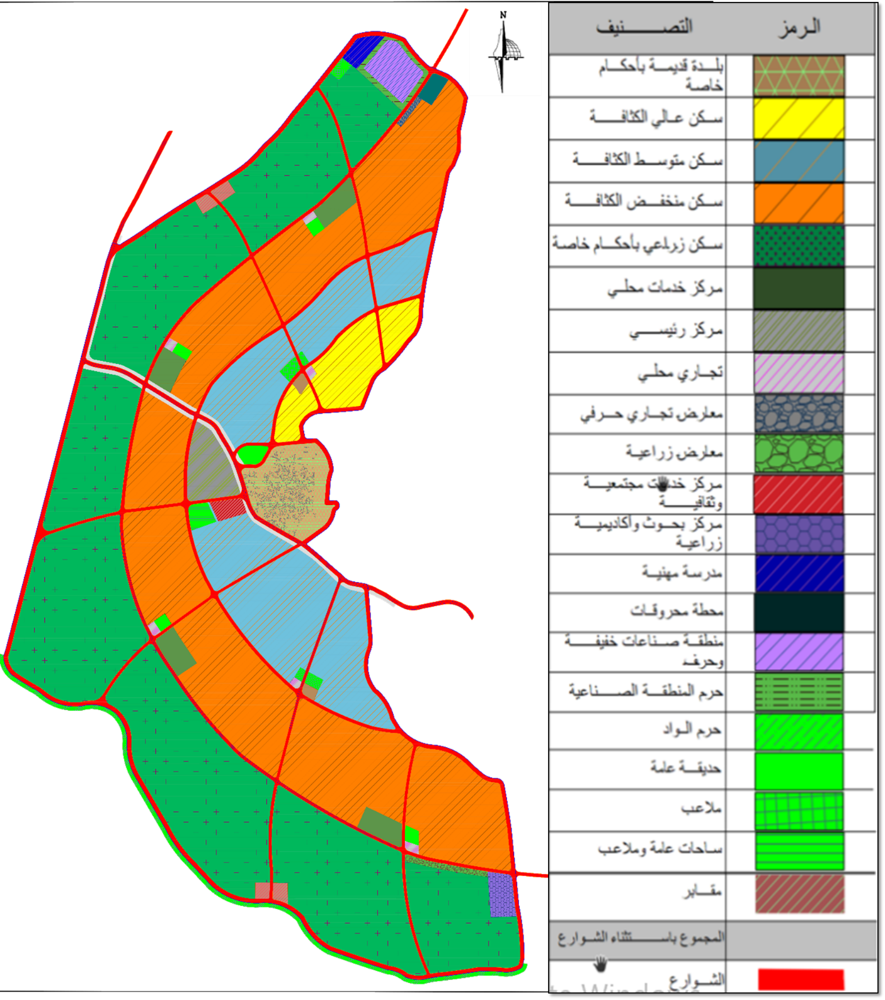 N
الرمز
التصنيف
بلدة قديمة بأحكام
خاصة
سكن عالي الكثافة
سكن متوسط الكثافة
سكن منخفض الكثافة
سكن زراعي بأحكام خاصة
مركز خدمات محلي
مركز رئيسي
تجاري محلي
معارض تجاري حرفي
معارض زراعية
مركز خدمات مجتمعية
وثقافية
مركز بحوث وأكاديمية
زراعية
مدرسة مهنية
محطة محروقات
منطقة صناعات خفيفة
وحرف
حرم المنطقة الصناعية
حرم الواد
حديقة عامة
ملاعب
ساحات عامة وملاعب
مقابر
المجموع باستثناء الشوارع
الشوارع